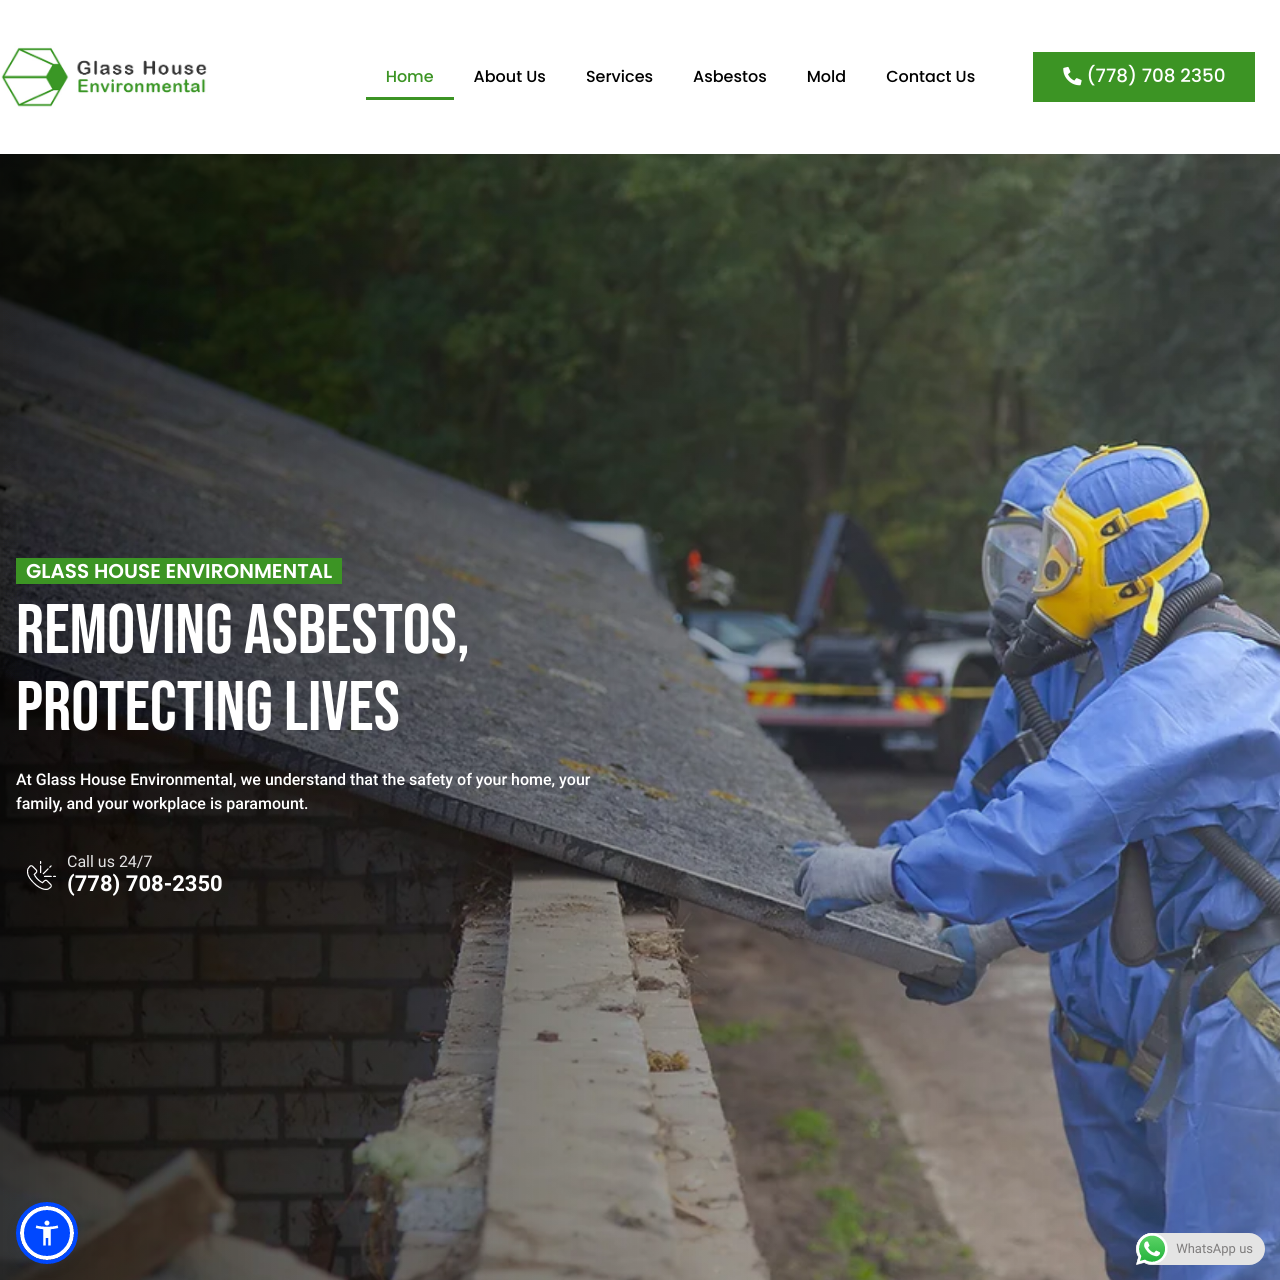 Glass House
Environmental
Home
About Us
Services
Asbestos
Mold
Contact Us
(778) 708 2350
GLASS HOUSE ENVIRONMENTAL
REMOVING ASBESTOS,
PROTECTING LIVES
At Glass House Environmental, we understand that the safety of your home, your
family, and your workplace is paramount.
Call us 24/7
(778) 708-2350
WhatsApp us